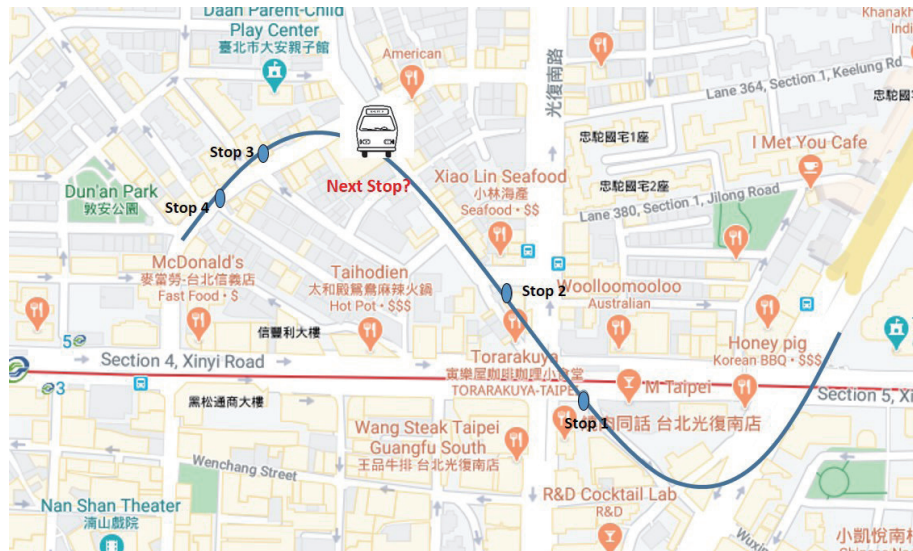 Daan Parent-Child
Play Center
臺北市大安親子館
American
光復南路
Khanakh
Indi
Lane 364, Section 1, Keelung Rd
忠駝國宅1座
I Met You Cafe
Stop 3
Next Stop?
Xiao Lin Seafood
小林海產
Seafood • $$
忠駝國宅2座
Lane 380, Section 1, Jilong Road
Dun'an Park
敦安公園
Stop 4
McDonald's
麥當勞-台北信義店
Fast Food • $
Taihodien
太和殿鴛鴦麻辣火鍋
Hot Pot • $$$
Stop 2
Woolloomooloo
Australian
信豐利大樓
5
Honey pig
Korean BBQ • $$$
Section 4, Xinyi Road
Torarakuya
寅樂屋咖啡咖哩小食堂
TORARAKUYA-TAIPE
M Taipei
3
Section 5, Xi
黑松通商大樓
Stop 1
同話 台北光復南店
Wang Steak Taipei
Guangfu South
王品牛排 台北光復南店
Wenchang Street
R&D Cocktail Lab
R&D
Nan Shan Theater
湳山戲院
小凱悅南